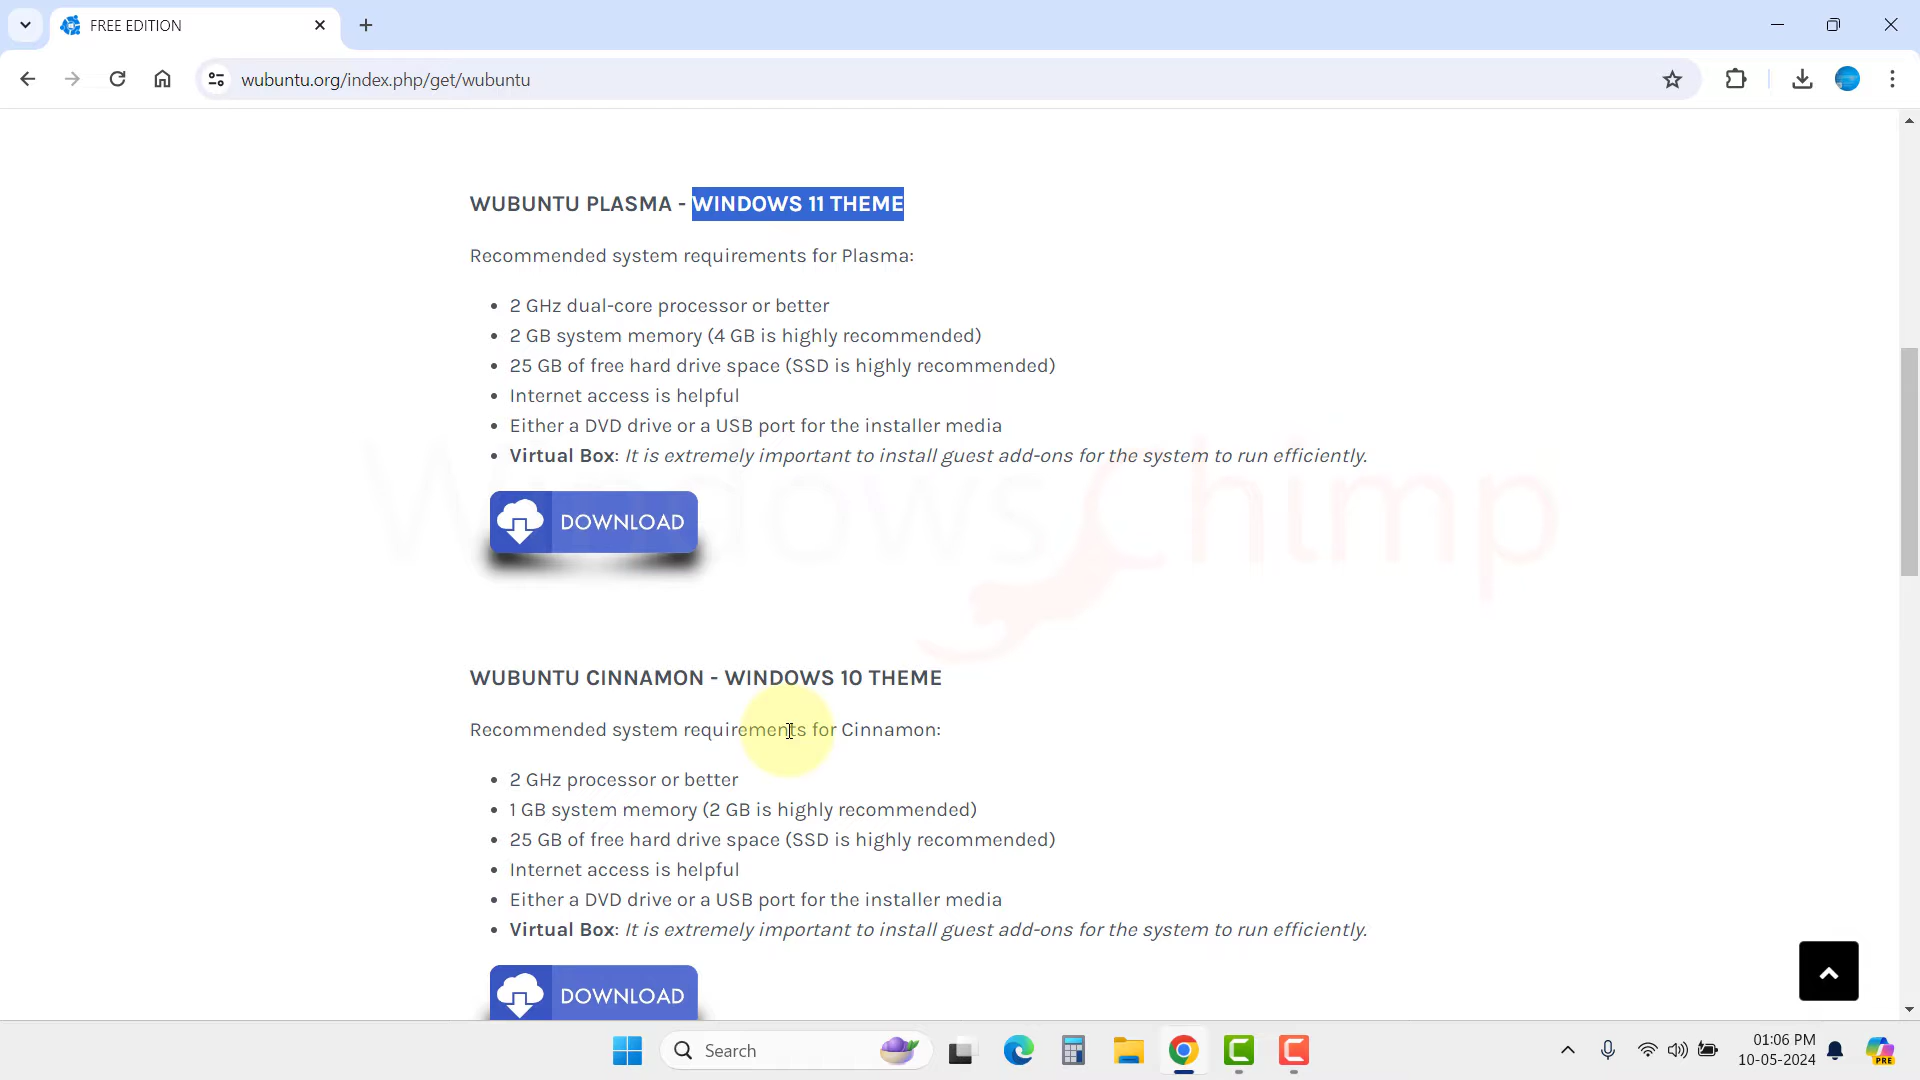 FREE EDITION
wubuntu.org/index.php/get/wubuntu
WUBUNTU PLASMA - WINDOWS 11 THEME
Recommended system requirements for Plasma:
• 2 GHz dual-core processor or better
• 2 GB system memory (4 GB is highly recommended)
• 25 GB of free hard drive space (SSD is highly recommended)
• Internet access is helpful
• Either a DVD drive or a USB port for the installer media
• Virtual Box: It is extremely important to install guest add-ons for the system to run efficiently.
DOWNLOAD
Windows Chimp
WUBUNTU CINNAMON - WINDOWS 10 THEME
Recommended system requirements for Cinnamon:
• 2 GHz processor or better
• 1 GB system memory (2 GB is highly recommended)
• 25 GB of free hard drive space (SSD is highly recommended)
• Internet access is helpful
• Either a DVD drive or a USB port for the installer media
• Virtual Box: It is extremely important to install guest add-ons for the system to run efficiently.
DOWNLOAD
Search
01:06 PM
10-05-2024
PRE